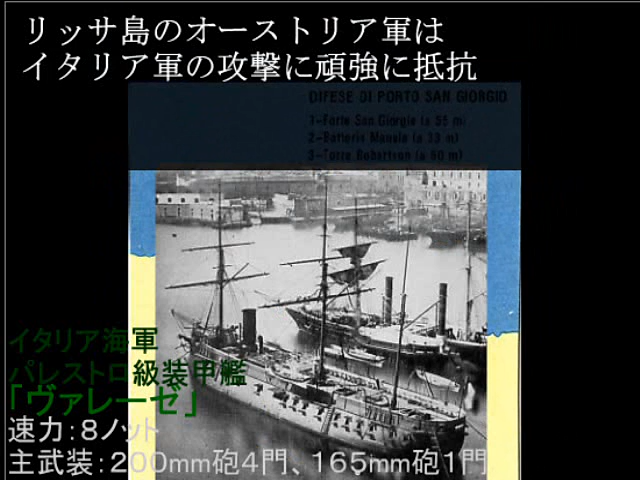 リッサ島のオーストリア軍は
イタリア軍の攻撃に頑強に抵抗
DIFESE DI PORTO SAN GIORGIO
1-Forte San Giorgio (a 55 m)
2-Batteria Mamula (a 33 m)
3-Torre Robertson (a 60 m)
イタリア海軍
パレストロ級装甲艦
「ヴァレーゼ」
速力：８ノット
主武装：２００mm砲４門、１６５mm砲１門